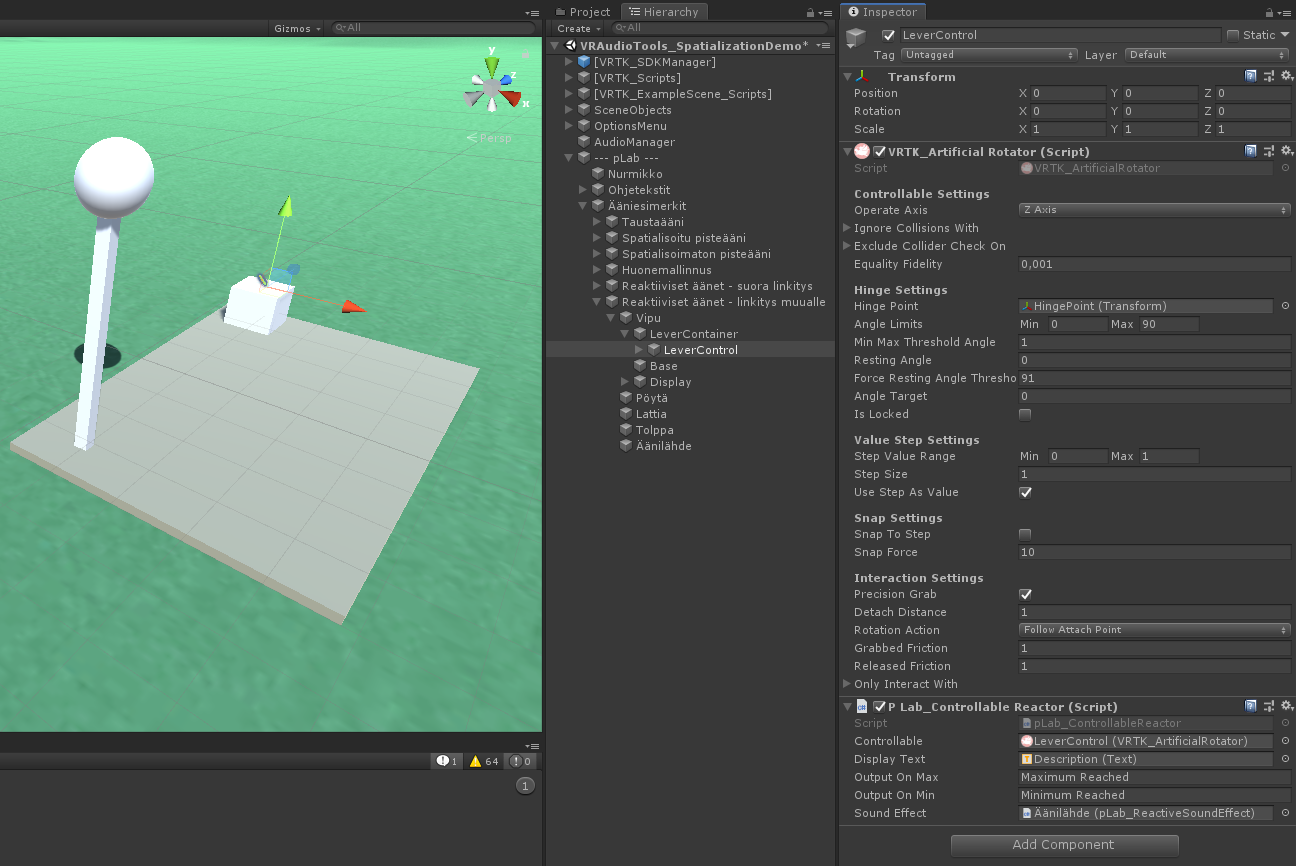 Gizmos
All
y
z
x
Persp
1
64
0
1
Project
Hierarchy
Create
All
VRAudioTools_SpatializationDemo*
[VRTK_SDKManager]
[VRTK_Scripts]
[VRTK_ExampleScene_Scripts]
SceneObjects
OptionsMenu
AudioManager
--- pLab ---
Nurmikko
Ohjetekstit
Ääniesimerkit
Taustaääni
Spatialisoitu pisteääni
Spatialisoimaton pisteääni
Huonemallinnus
Reaktiiviset äänet - suora linkitys
Reaktiiviset äänet - linkitys muualle
Vipu
LeverContainer
LeverControl
Base
Display
Pöytä
Lattia
Tolppa
Äänilähde
Inspector
LeverControl Static
Tag Untagged Layer Default
Transform
Position X 0 Y 0 Z 0
Rotation X 0 Y 0 Z 0
Scale X 1 Y 1 Z 1
VRTK_Artificial Rotator (Script)
Script VRTK_ArtificialRotator
Controllable Settings
Operate Axis Z Axis
Ignore Collisions With
Exclude Collider Check On
Equality Fidelity 0,001
Hinge Settings
Hinge Point HingePoint (Transform)
Angle Limits Min 0 Max 90
Min Max Threshold Angle 1
Resting Angle 0
Force Resting Angle Thresho 91
Angle Target 0
Is Locked
Value Step Settings
Step Value Range Min 0 Max 1
Step Size 1
Use Step As Value
Snap Settings
Snap To Step
Snap Force 10
Interaction Settings
Precision Grab
Detach Distance 1
Rotation Action Follow Attach Point
Grabbed Friction 1
Released Friction 1
Only Interact With
P Lab_Controllable Reactor (Script)
Script pLab_ControllableReactor
Controllable LeverControl (VRTK_ArtificialRotator)
Display Text Description (Text)
Output On Max Maximum Reached
Output On Min Minimum Reached
Sound Effect Äänilähde (pLab_ReactiveSoundEffect)
Add Component